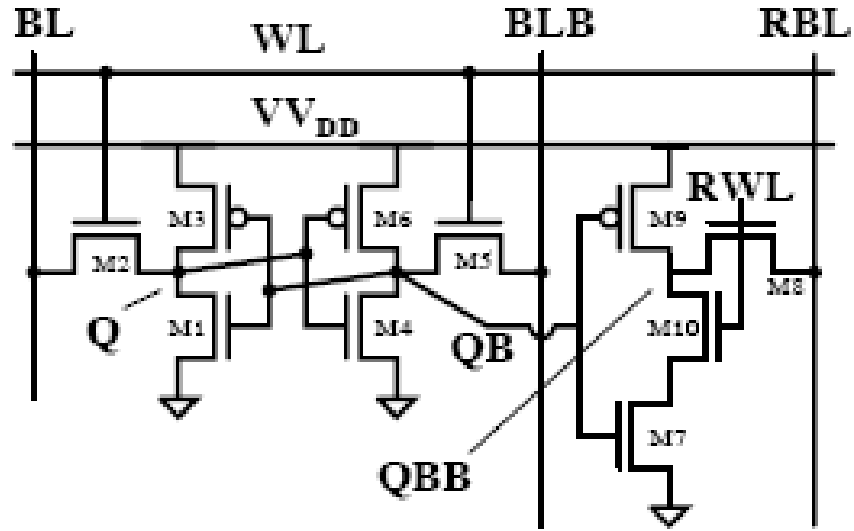 BL WL BLB RBL
VVDD
RWL
M3 M6 M9
M2 M5 M8
Q M1 M4 QB M10
QBB M7